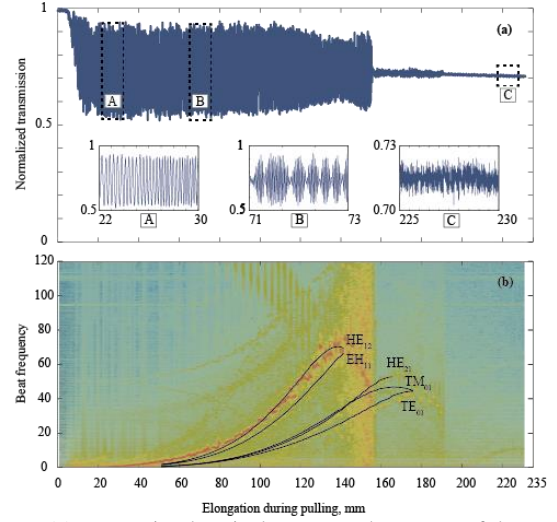 1
(a)
A
B
C
Normalized transmission
0.5
1
0.5
22
30
A
1
0.5
71
73
B
0.73
0.70
225
230
C
0
120
(b)
100
80
Beat frequency
60
40
20
0
HE12
EH11
HE21
TM01
TE01
0 20 40 60 80 100 120 140 160 180 200 220 235
Elongation during pulling, mm